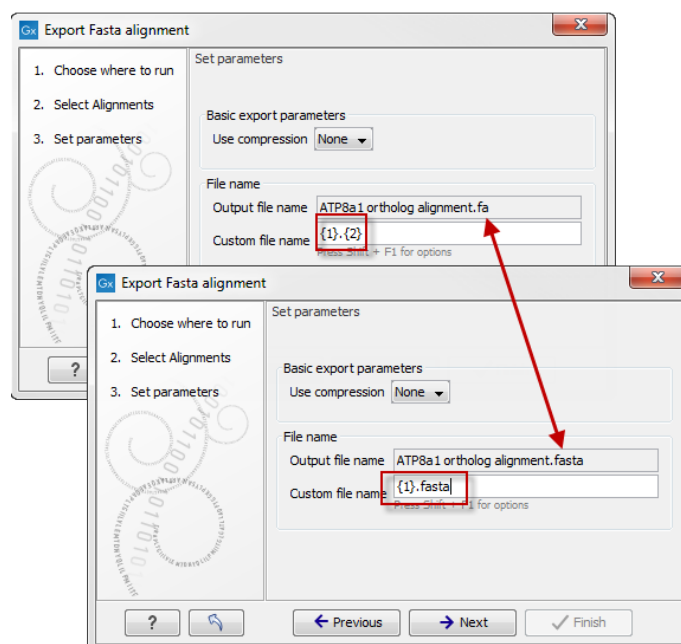 Gx Export Fasta alignment
x
1. Choose where to run
2. Select Alignments
3. Set parameters
Set parameters
Basic export parameters
Use compression None
File name
Output file name ATP8a1 ortholog alignment.fa
Custom file name {1}.{2}
Press Shift + F1 for options
?
Gx Export Fasta alignment
x
1. Choose where to run
2. Select Alignments
3. Set parameters
Set parameters
Basic export parameters
Use compression None
File name
Output file name ATP8a1 ortholog alignment.fasta
Custom file name {1}.fasta
Press Shift + F1 for options
? Previous Next Finish